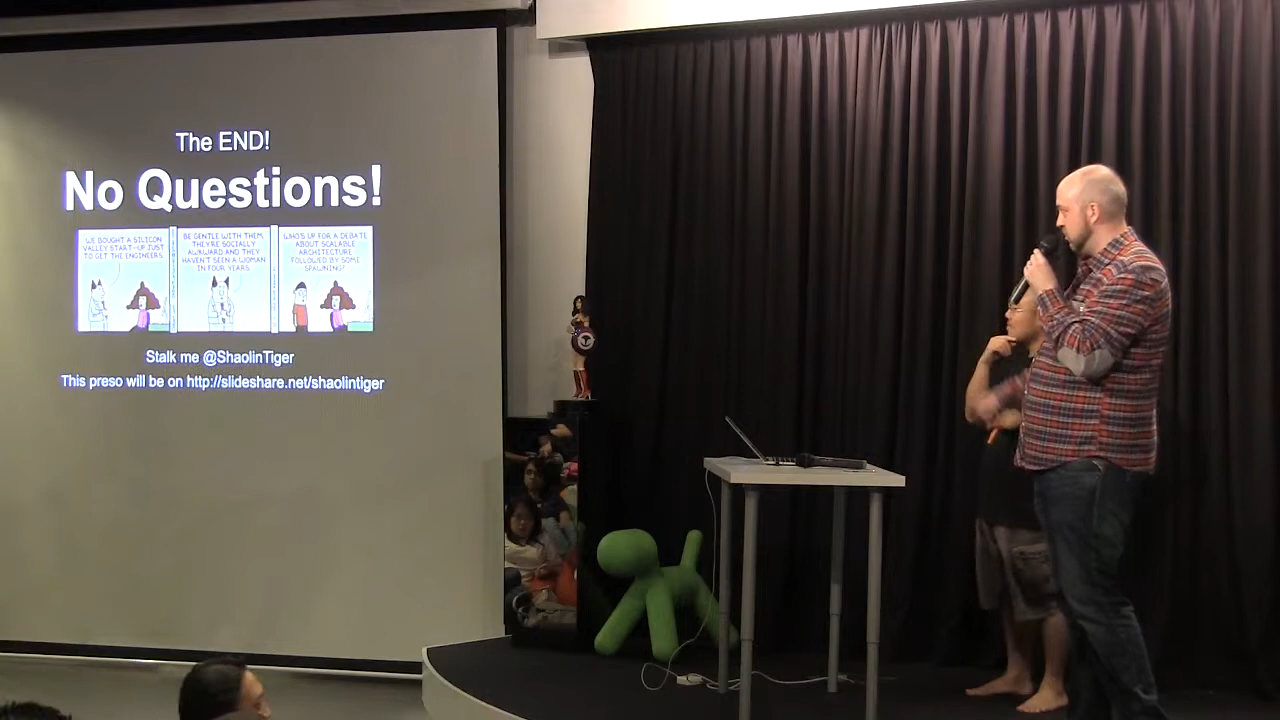 The END!
No Questions!
WE BOUGHT A SILICON
VALLEY START-UP JUST
TO GET THE ENGINEERS.
BE GENTLE WITH THEM.
THEY'RE SOCIALLY
AWKWARD AND THEY
HAVEN'T SEEN A WOMAN
IN FOUR YEARS.
WHO'S UP FOR A DEBATE
ABOUT SCALABLE
ARCHITECTURE
FOLLOWED BY SOME
SPAWNING?
Stalk me @ShaolinTiger
This preso will be on http://slideshare.net/shaolintiger